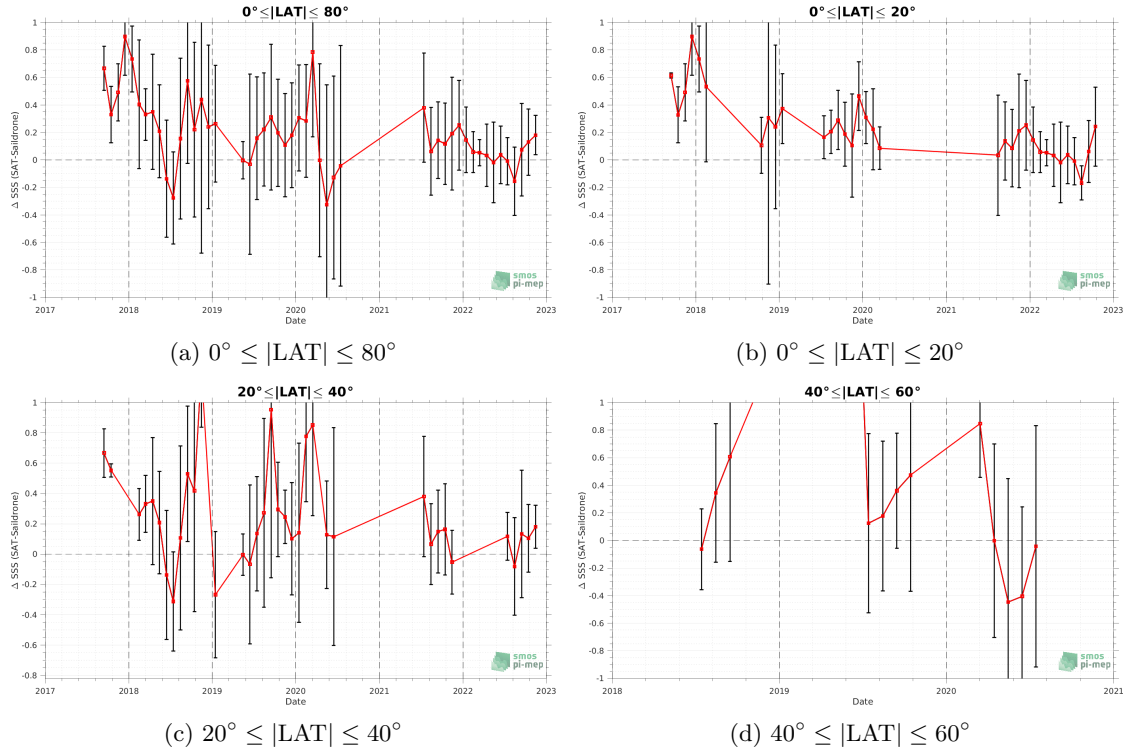 0°≤|LAT|≤ 80°
Δ SSS (SAT-Saildrone)
1
0.8
0.6
0.4
0.2
0
-0.2
-0.4
-0.6
-0.8
-1
2017
2018
2019
2020
2021
2022
2023
Date
smos
pi-mep
(a) 0° ≤ |LAT| ≤ 80°
0°≤|LAT|≤ 20°
Δ SSS (SAT-Saildrone)
1
0.8
0.6
0.4
0.2
0
-0.2
-0.4
-0.6
-0.8
-1
2017
2018
2019
2020
2021
2022
2023
Date
smos
pi-mep
(b) 0° ≤ |LAT| ≤ 20°
20°≤|LAT|≤ 40°
Δ SSS (SAT-Saildrone)
1
0.8
0.6
0.4
0.2
0
-0.2
-0.4
-0.6
-0.8
2017
2018
2019
2020
2021
2022
2023
Date
smos
pi-mep
(c) 20° ≤ |LAT| ≤ 40°
40°≤|LAT|≤ 60°
Δ SSS (SAT-Saildrone)
1
0.8
0.6
0.4
0.2
0
-0.2
-0.4
-0.6
-0.8
-1
2018
2019
2020
2021
Date
smos
pi-mep
(d) 40° ≤ |LAT| ≤ 60°